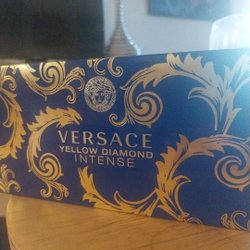 VERSACE
YELLOW DIAMOND
INTENSE